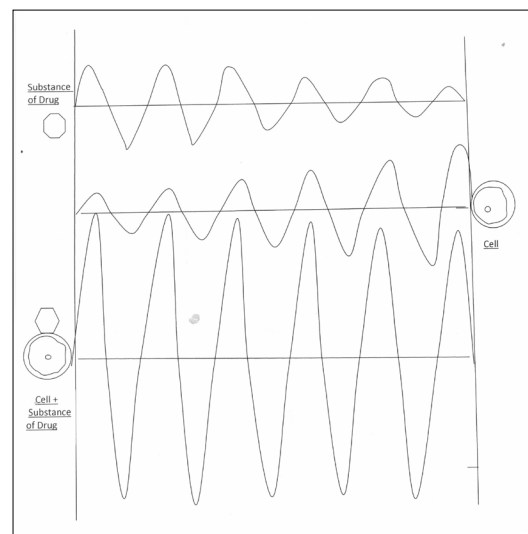 Substance
of Drug
Cell
Cell +
Substance
of Drug